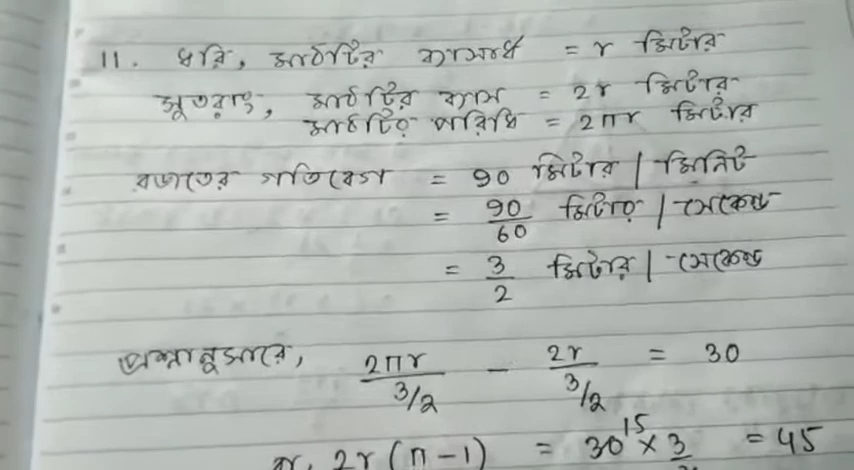 11. ধরি, মাঠটির ব্যাসার্ধ = r মিটার
সুতরাং, মাঠটির ব্যাস = 2r মিটার
মাঠটির পরিধি = 2πr মিটার
রজতের গতিবেগ = 90 মিটার / মিনিট
= 90/60 মিটার / সেকেন্ড
= 3/2 মিটার / সেকেন্ড
প্রশ্নানুসারে, 2πr / 3/2 - 2r / 3/2 = 30
বা, 2r (π - 1) = 30 15 × 3 = 45